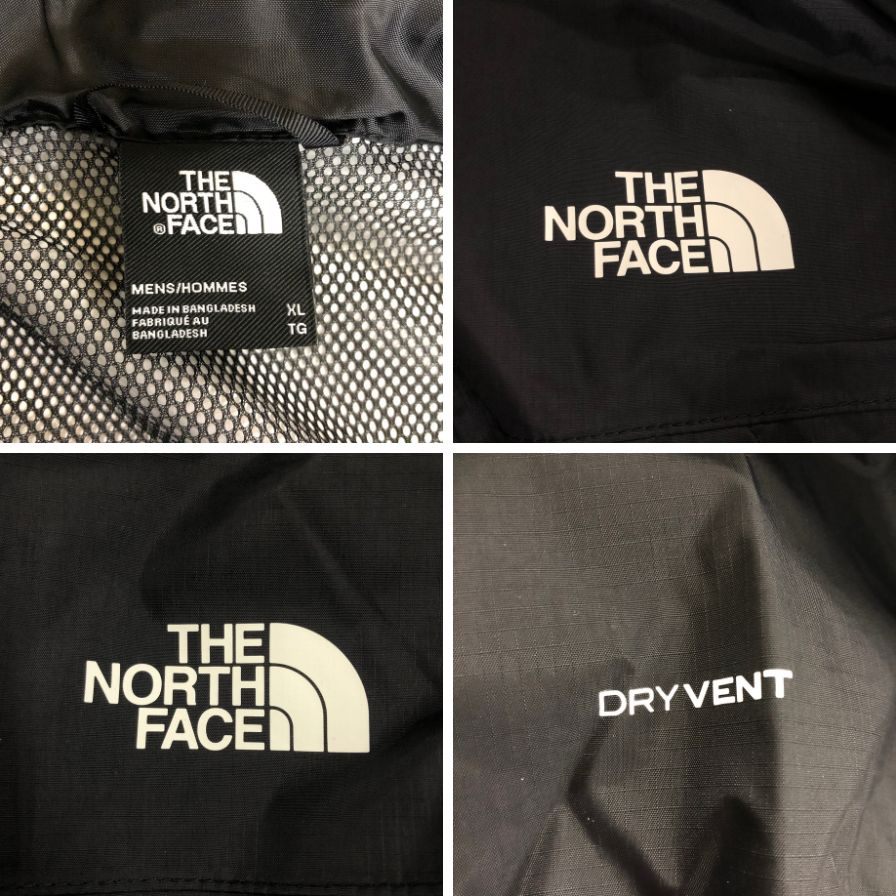 THE
NORTH
®FACE
MENS/HOMMES
MADE IN BANGLADESH
FABRIQUÉ AU
BANGLADESH
XL
TG
THE
NORTH
FACE
THE
NORTH
FACE
DRYVENT